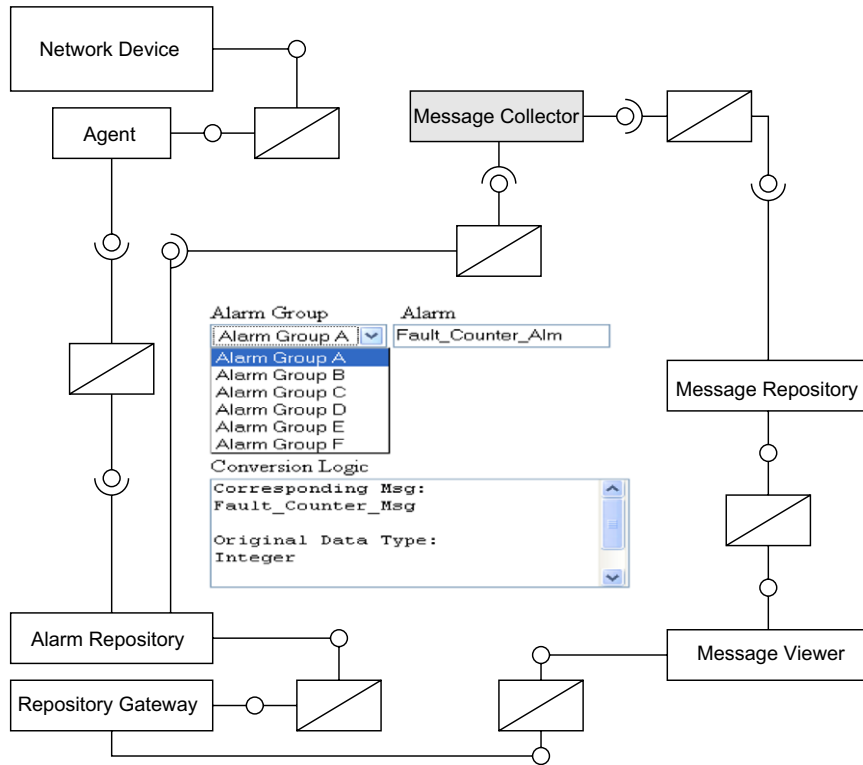 Network Device
Agent
Message Collector
Alarm Group Alarm
Alarm Group A Fault_Counter_Alm
Alarm Group A
Alarm Group B
Alarm Group C
Alarm Group D
Alarm Group E
Alarm Group F
Conversion Logic
Corresponding Msg:
Fault_Counter_Msg
Original Data Type:
Integer
Message Repository
Alarm Repository
Message Viewer
Repository Gateway